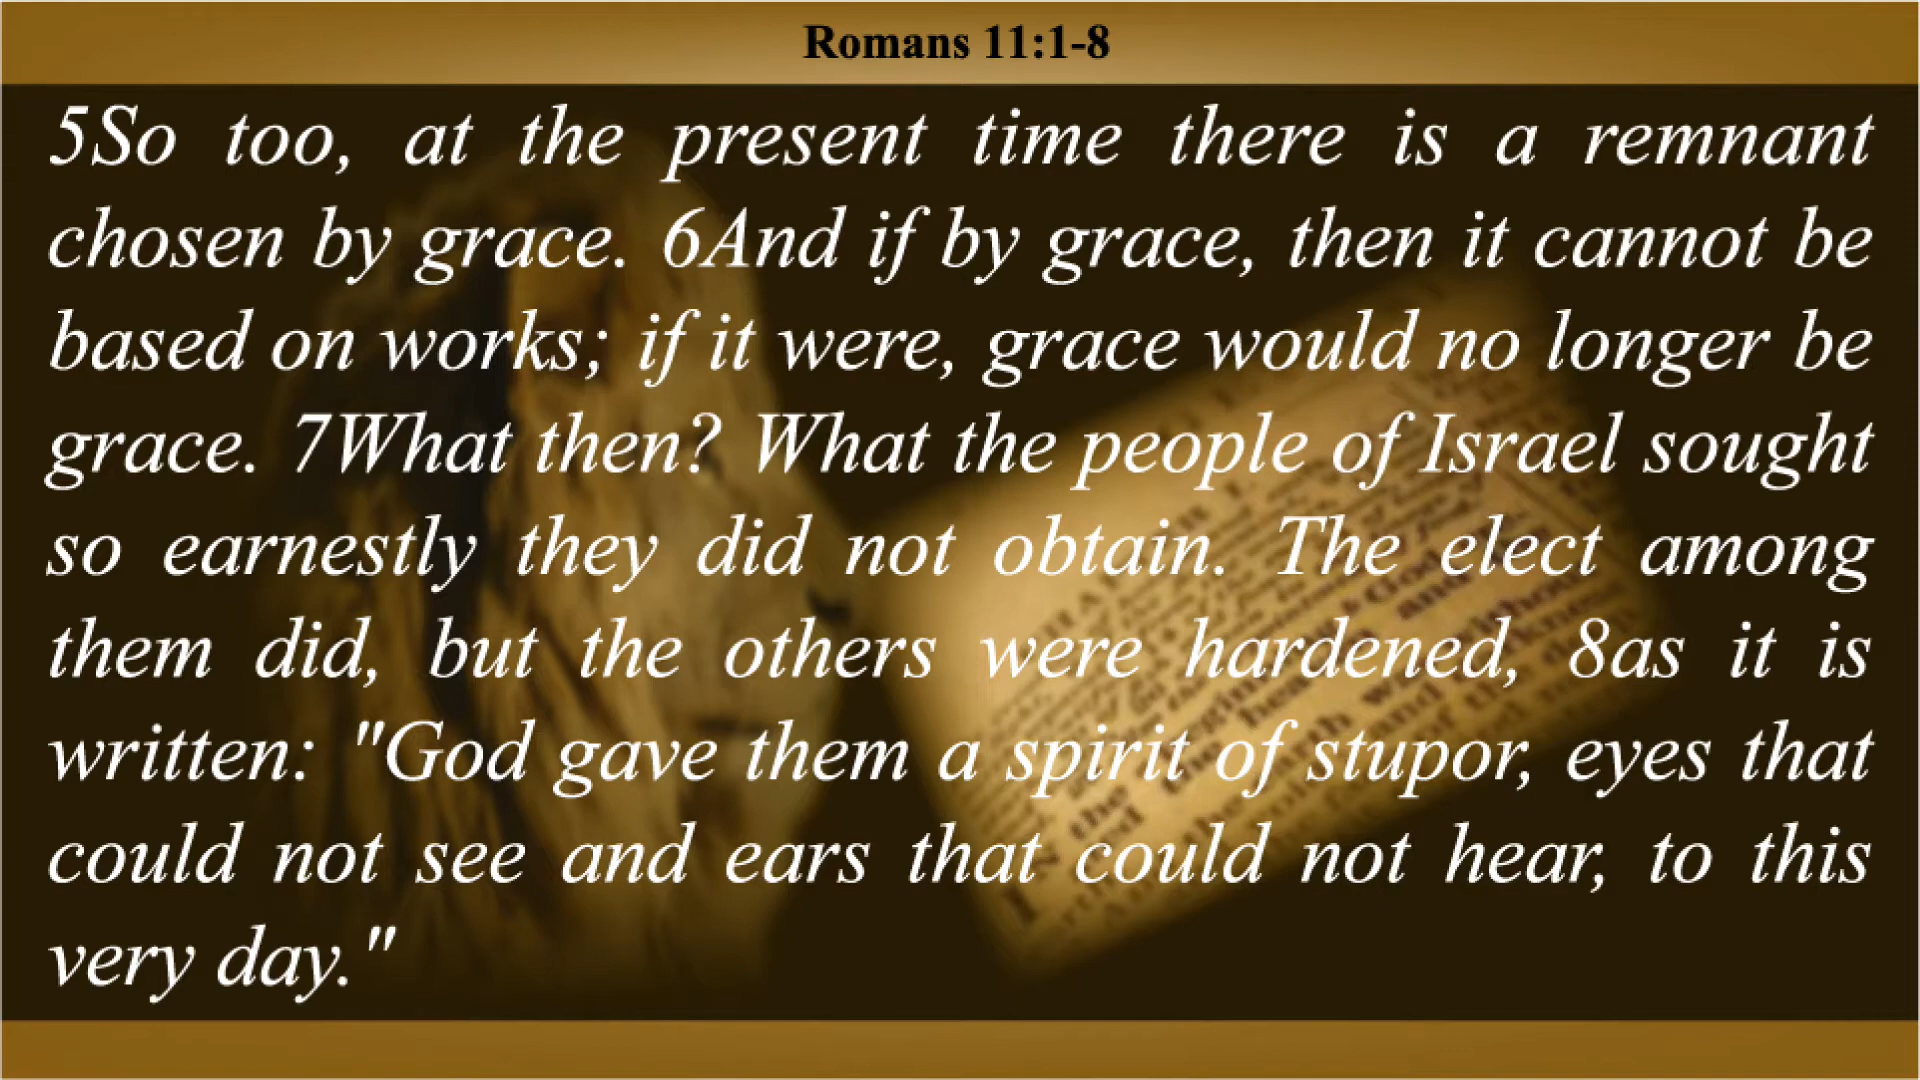 Romans 11:1-8
5So too, at the present time there is a remnant
chosen by grace. 6And if by grace, then it cannot be
based on works; if it were, grace would no longer be
grace. 7What then? What the people of Israel sought
so earnestly they did not obtain. The elect among
them did, but the others were hardened, 8as it is
written: "God gave them a spirit of stupor, eyes that
could not see and ears that could not hear, to this
very day."